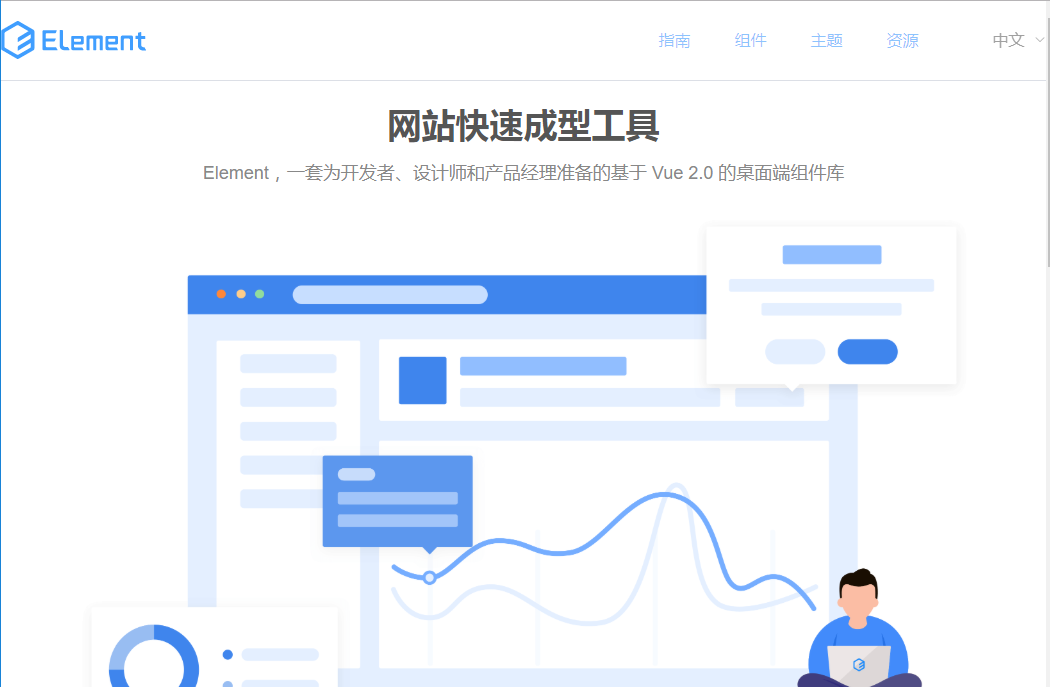 Element
指南 组件 主题 资源 中文
网站快速成型工具
Element，一套为开发者、设计师和产品经理准备的基于 Vue 2.0 的桌面端组件库